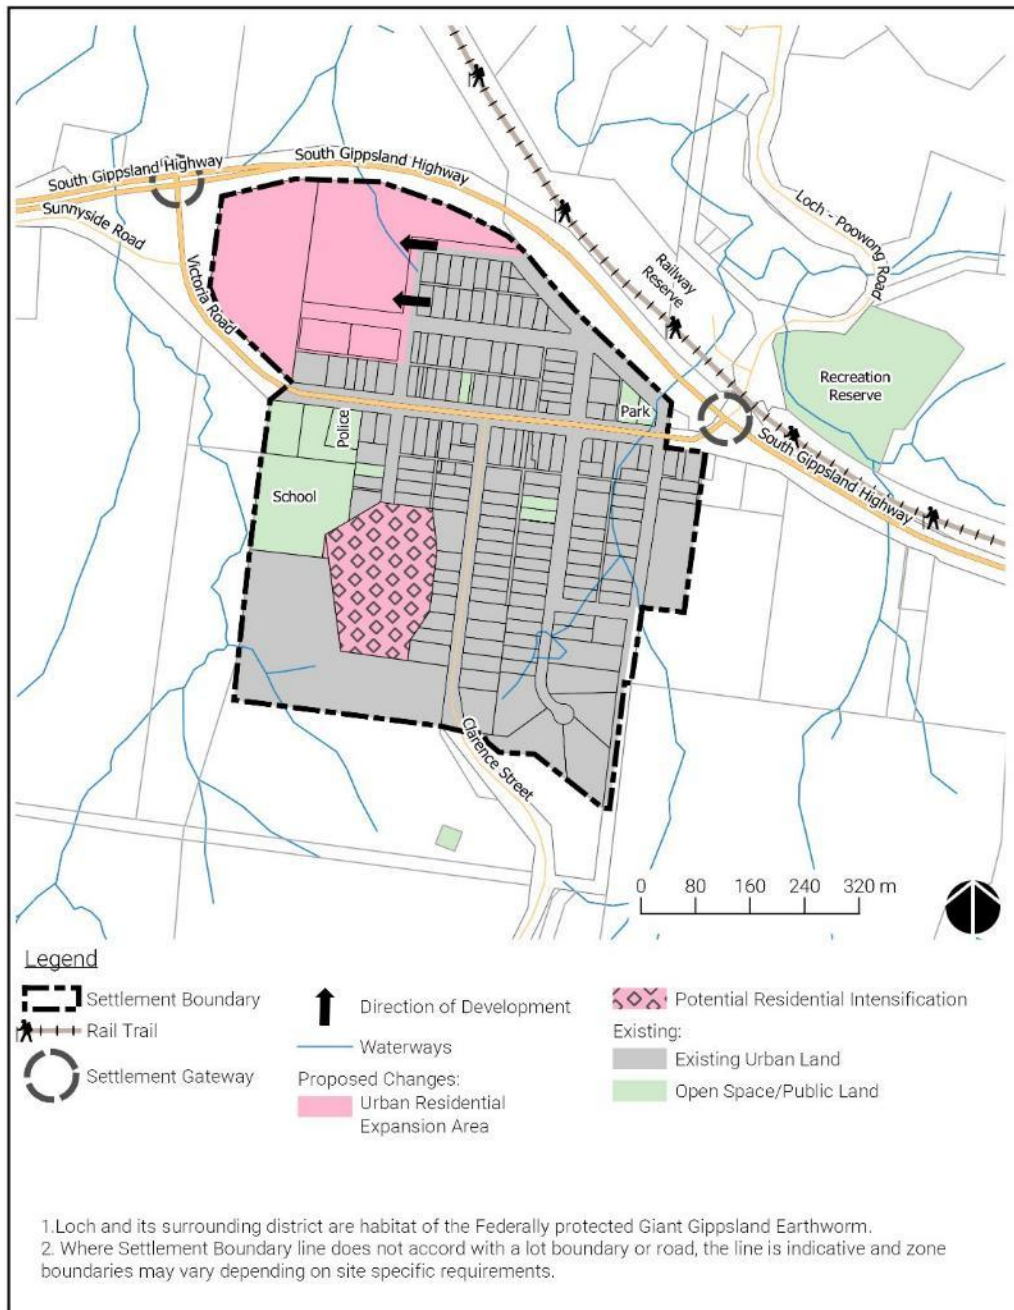 South Gippsland Highway
South Gippsland Highway
Sunnyside Road
Victoria Road
Loch - Poowong Road
Railway
Reserve
Recreation
Reserve
Park
Police
School
South Gippsland Highway
Clarence Street
0 80 160 240 320 m
Legend
Settlement Boundary
Rail Trail
Settlement Gateway
Direction of Development
Waterways
Proposed Changes:
Urban Residential
Expansion Area
Potential Residential Intensification
Existing:
Existing Urban Land
Open Space/Public Land
1.Loch and its surrounding district are habitat of the Federally protected Giant Gippsland Earthworm.
2. Where Settlement Boundary line does not accord with a lot boundary or road, the line is indicative and zone
boundaries may vary depending on site specific requirements.